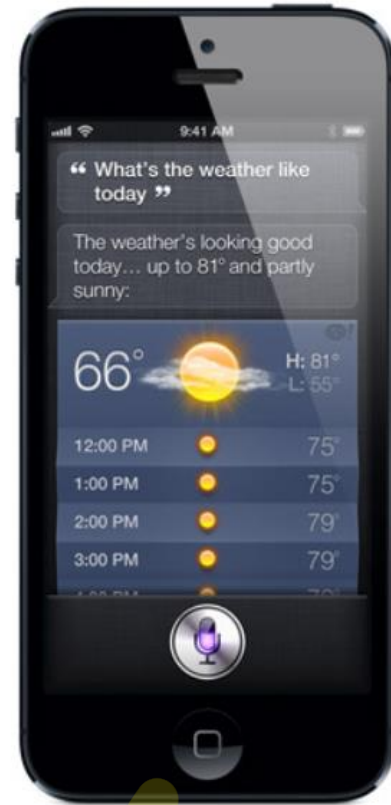 9:41 AM
“ What's the weather like
today ”
The weather's looking good
today... up to 81° and partly
sunny:
66°
H: 81°
L: 55°
12:00 PM 75°
1:00 PM 75°
2:00 PM 79°
3:00 PM 79°